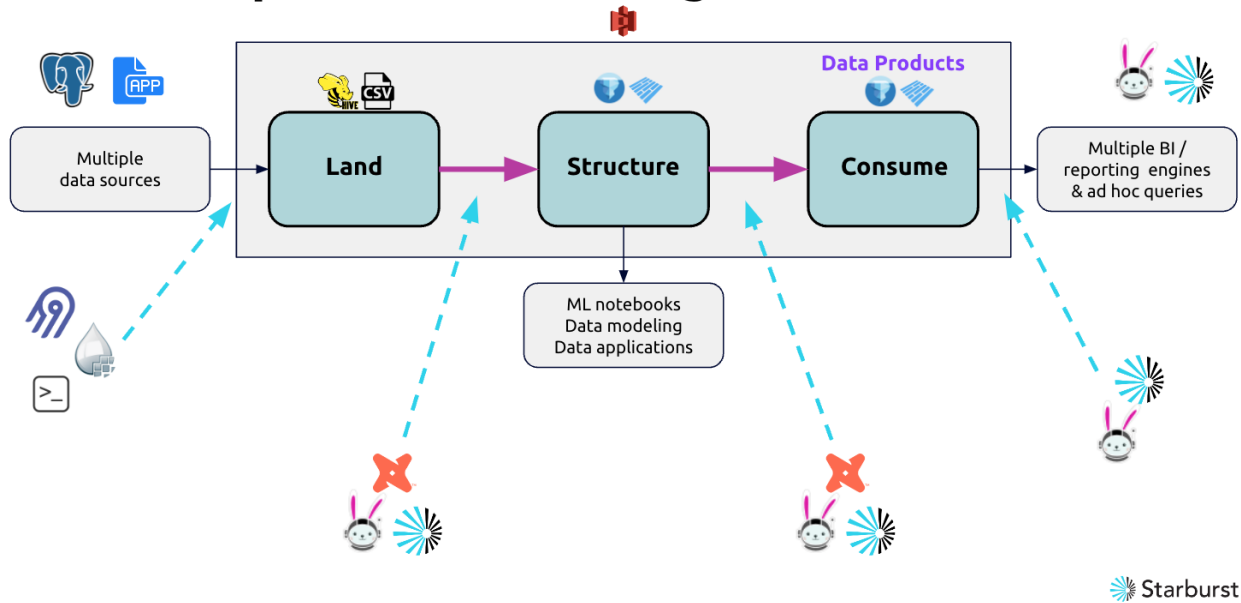 Data Products
APP
HIVE
CSV
Multiple
data sources
Land
Structure
Consume
Multiple BI /
reporting engines
& ad hoc queries
ML notebooks
Data modeling
Data applications
>_
Starburst